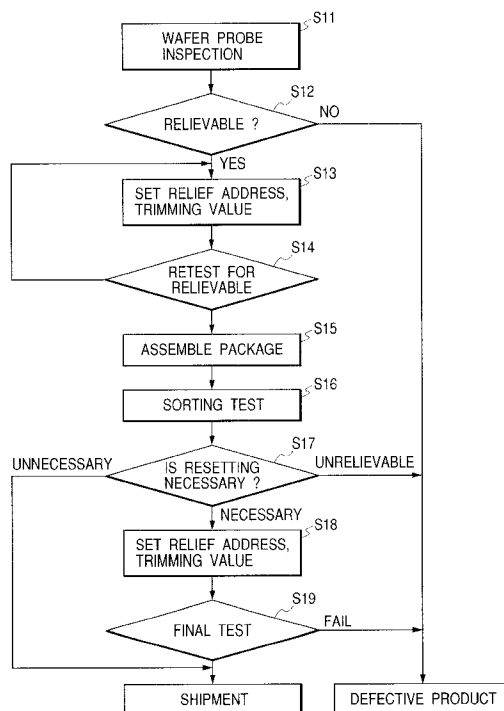 S11
WAFER PROBE
INSPECTION
S12
RELIEVABLE ?
NO
YES
S13
SET RELIEF ADDRESS,
TRIMMING VALUE
S14
RETEST FOR
RELIEVABLE
S15
ASSEMBLE PACKAGE
S16
SORTING TEST
S17
UNNECESSARY
IS RESETTING
NECESSARY ?
UNRELIEVABLE
NECESSARY
S18
SET RELIEF ADDRESS,
TRIMMING VALUE
S19
FINAL TEST
FAIL
SHIPMENT
DEFECTIVE PRODUCT